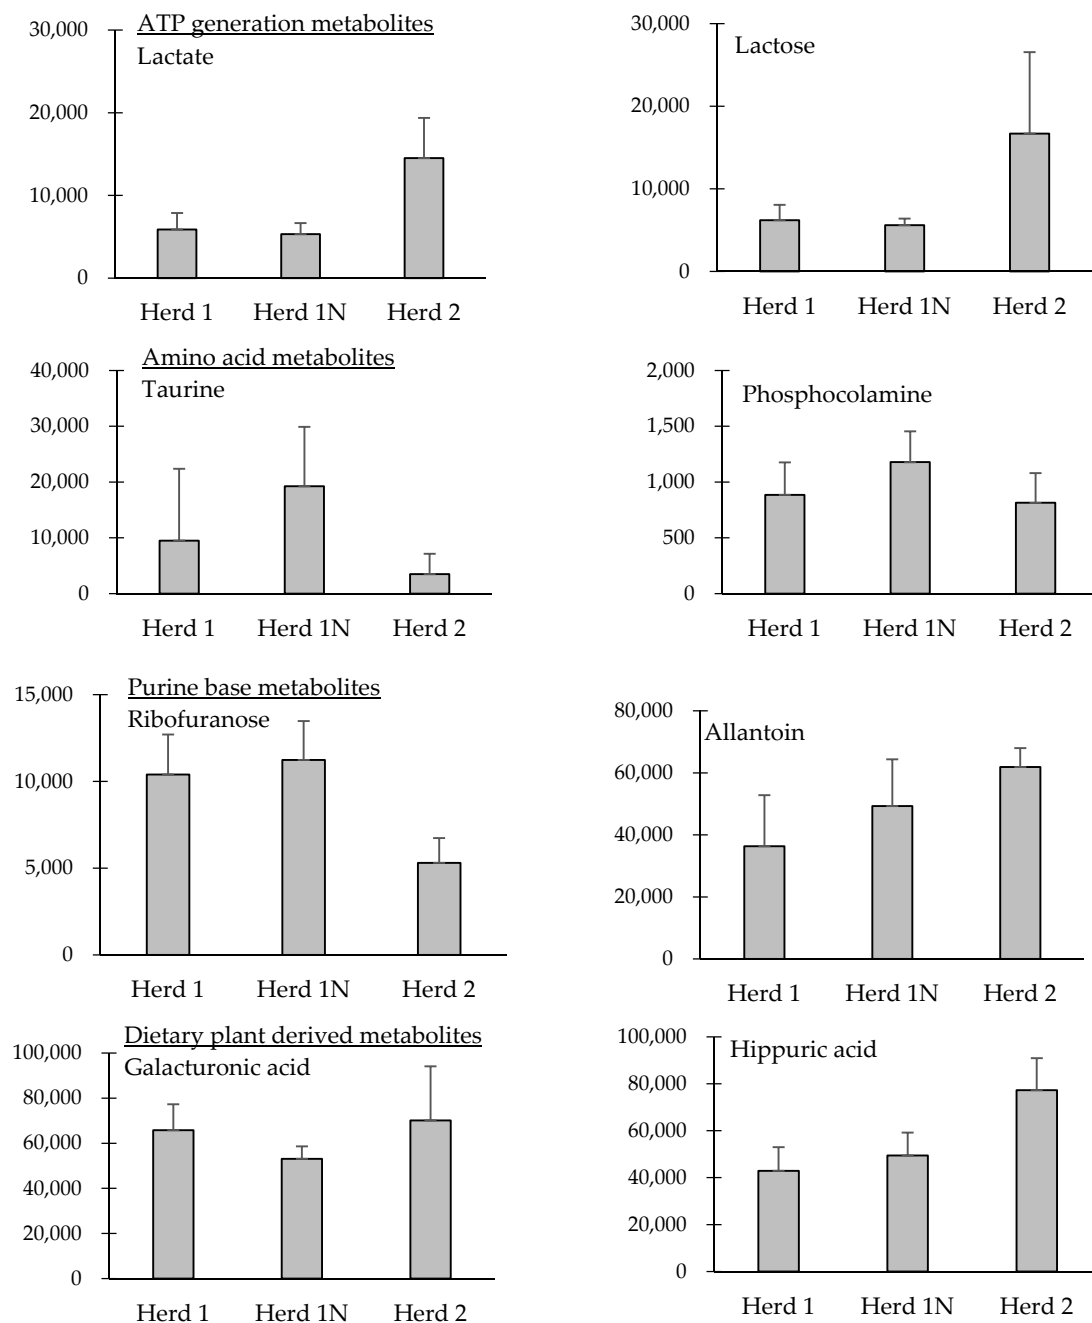 ATP generation metabolites
Lactate
30,000
20,000
10,000
0
Herd 1 Herd 1N Herd 2
Lactose
30,000
20,000
10,000
0
Herd 1 Herd 1N Herd 2
Amino acid metabolites
Taurine
40,000
30,000
20,000
10,000
0
Herd 1 Herd 1N Herd 2
Phosphocolamine
2,000
1,500
1,000
500
0
Herd 1 Herd 1N Herd 2
Purine base metabolites
Ribofuranose
15,000
10,000
5,000
0
Herd 1 Herd 1N Herd 2
Allantoin
80,000
60,000
40,000
20,000
0
Herd 1 Herd 1N Herd 2
Dietary plant derived metabolites
Galacturonic acid
100,000
80,000
60,000
40,000
20,000
0
Herd 1 Herd 1N Herd 2
Hippuric acid
100,000
80,000
60,000
40,000
20,000
0
Herd 1 Herd 1N Herd 2